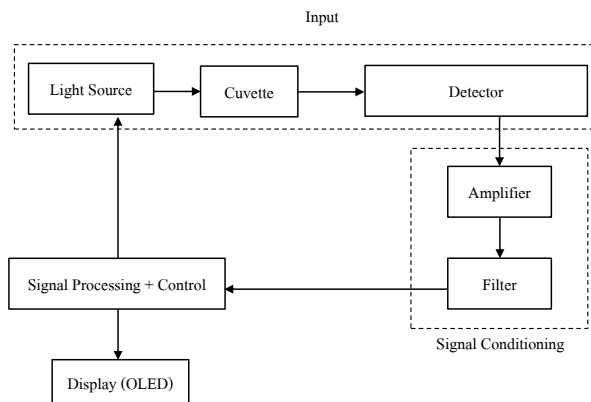 Input
Light Source
Cuvette
Detector
Amplifier
Signal Processing + Control
Filter
Signal Conditioning
Display (OLED)